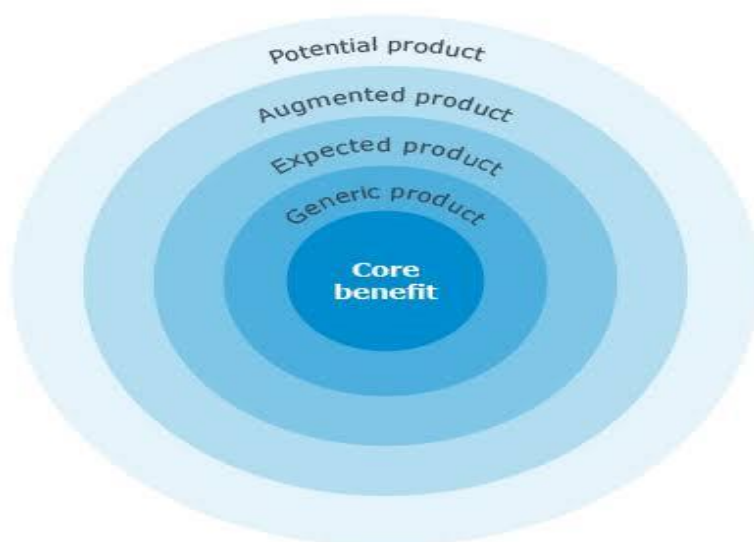 Potential product
Augmented product
Expected product
Generic product
Core
benefit